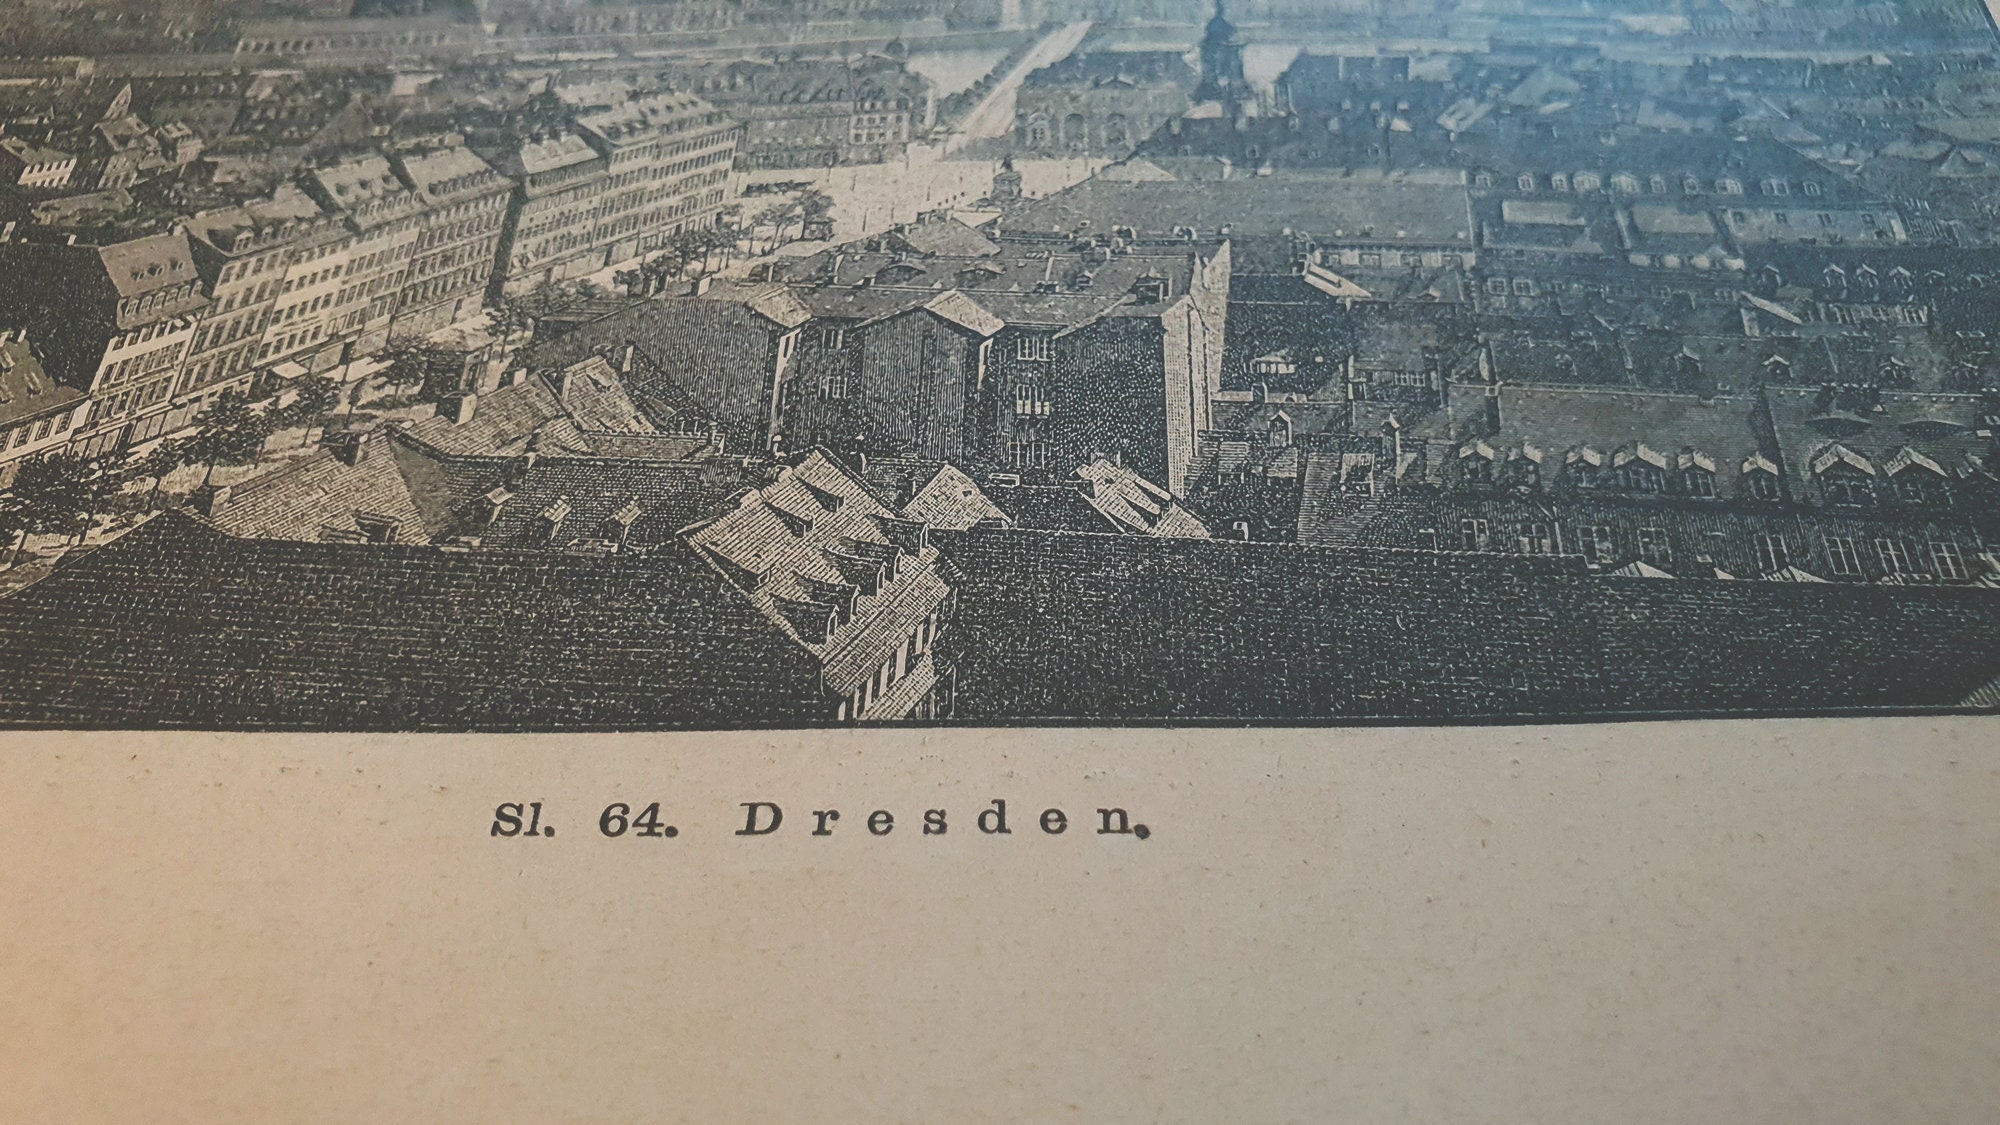 Sl. 64. Dresden.